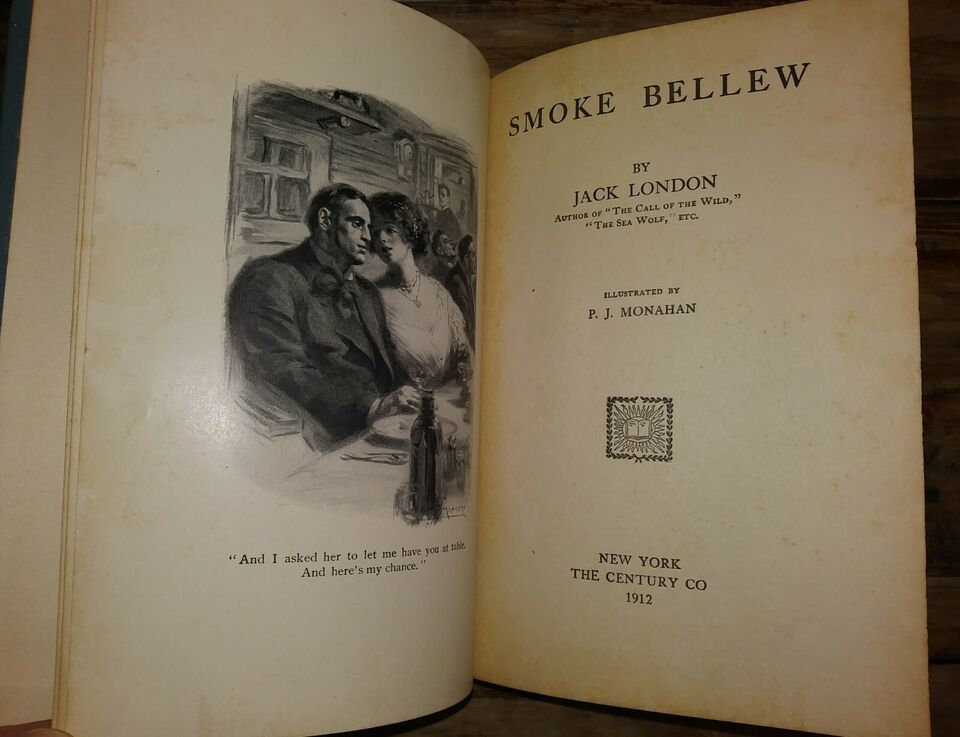 "And I asked her to let me have you at table.
And here's my chance."
SMOKE BELLEW
BY
JACK LONDON
AUTHOR OF "THE CALL OF THE WILD,"
"THE SEA WOLF," ETC.
ILLUSTRATED BY
P. J. MONAHAN
NEW YORK
THE CENTURY CO
1912